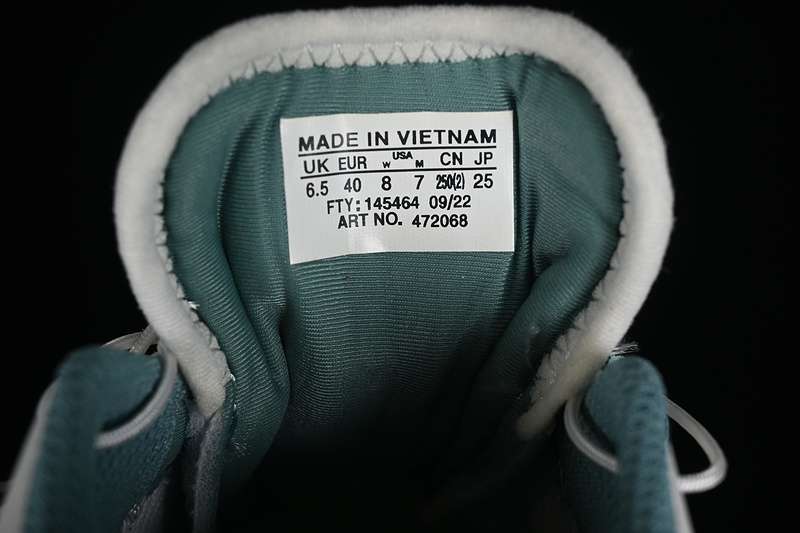 MADE IN VIETNAM
UK EUR W USA M CN JP
6.5 40 8 7 250(2) 25
FTY: 145464 09/22
ART NO. 472068